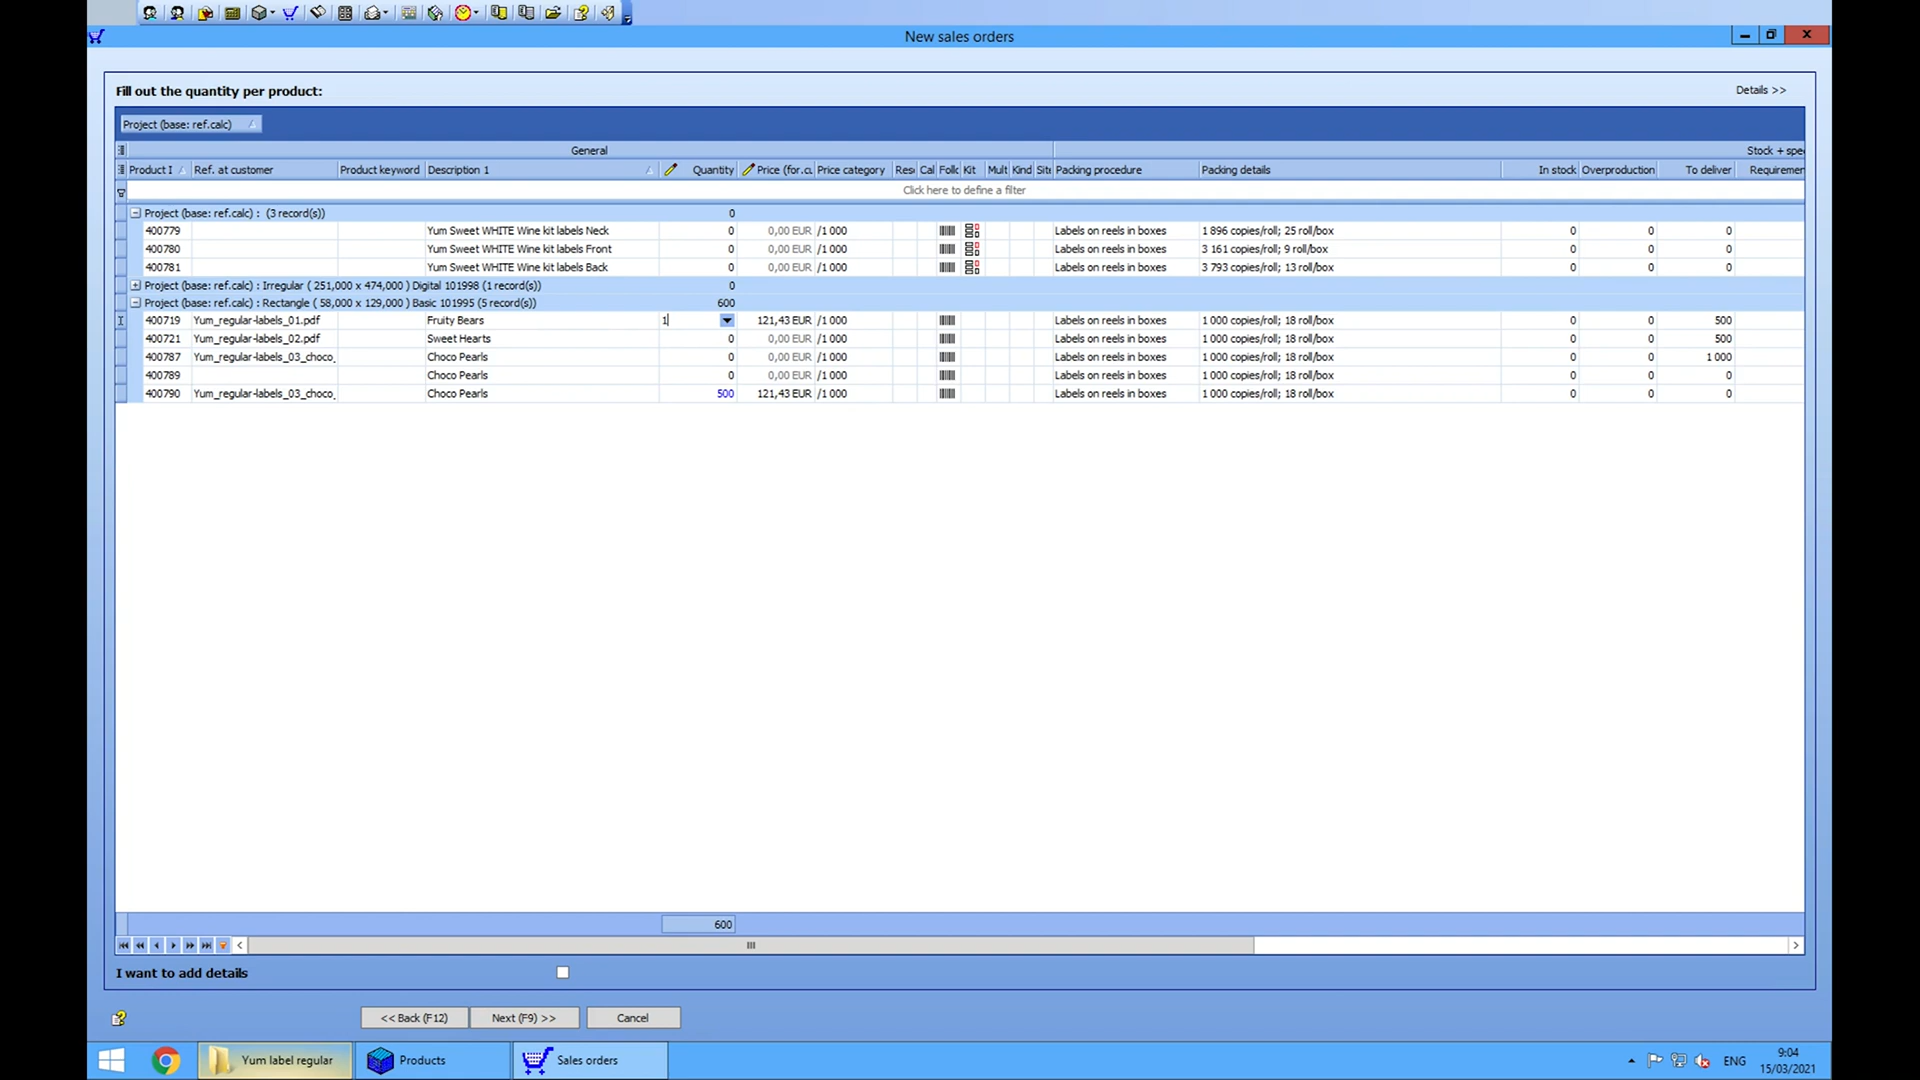 New sales orders
Fill out the quantity per product:
Details >>
Project (base: ref.calc)
General
Stock + spe
Product I Ref. at customer Product keyword Description 1 Quantity Price (for.cu Price category Res Cal Folk Kit Mult Kind Site Packing procedure Packing details In stock Overproduction To deliver Requiremen
Click here to define a filter
Project (base: ref.calc) : (3 record(s)) 0
400779 Yum Sweet WHITE Wine kit labels Neck 0 0,00 EUR /1 000 Labels on reels in boxes 1 896 copies/roll; 25 roll/box 0 0 0
400780 Yum Sweet WHITE Wine kit labels Front 0 0,00 EUR /1 000 Labels on reels in boxes 3 161 copies/roll; 9 roll/box 0 0 0
400781 Yum Sweet WHITE Wine kit labels Back 0 0,00 EUR /1 000 Labels on reels in boxes 3 793 copies/roll; 13 roll/box 0 0 0
Project (base: ref.calc) : Irregular ( 251,000 x 474,000 ) Digital 101998 (1 record(s)) 0
Project (base: ref.calc) : Rectangle ( 58,000 x 129,000 ) Basic 101995 (5 record(s)) 600
400719 Yum_regular-labels_01.pdf Fruity Bears 1 121,43 EUR /1 000 Labels on reels in boxes 1 000 copies/roll; 18 roll/box 0 0 500
400721 Yum_regular-labels_02.pdf Sweet Hearts 0 0,00 EUR /1 000 Labels on reels in boxes 1 000 copies/roll; 18 roll/box 0 0 500
400787 Yum_regular-labels_03_choco_ Choco Pearls 0 0,00 EUR /1 000 Labels on reels in boxes 1 000 copies/roll; 18 roll/box 0 0 1 000
400789 Choco Pearls 0 0,00 EUR /1 000 Labels on reels in boxes 1 000 copies/roll; 18 roll/box 0 0 0
400790 Yum_regular-labels_03_choco_ Choco Pearls 500 121,43 EUR /1 000 Labels on reels in boxes 1 000 copies/roll; 18 roll/box 0 0 0
600
I want to add details
<< Back (F12) Next (F9) >> Cancel
Yum label regular Products Sales orders ENG 9:04
15/03/2021